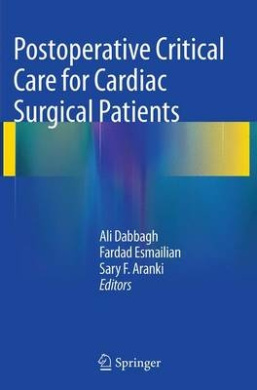 Postoperative Critical
Care for Cardiac
Surgical Patients
Ali Dabbagh
Fardad Esmailian
Sary F. Aranki
Editors
Springer